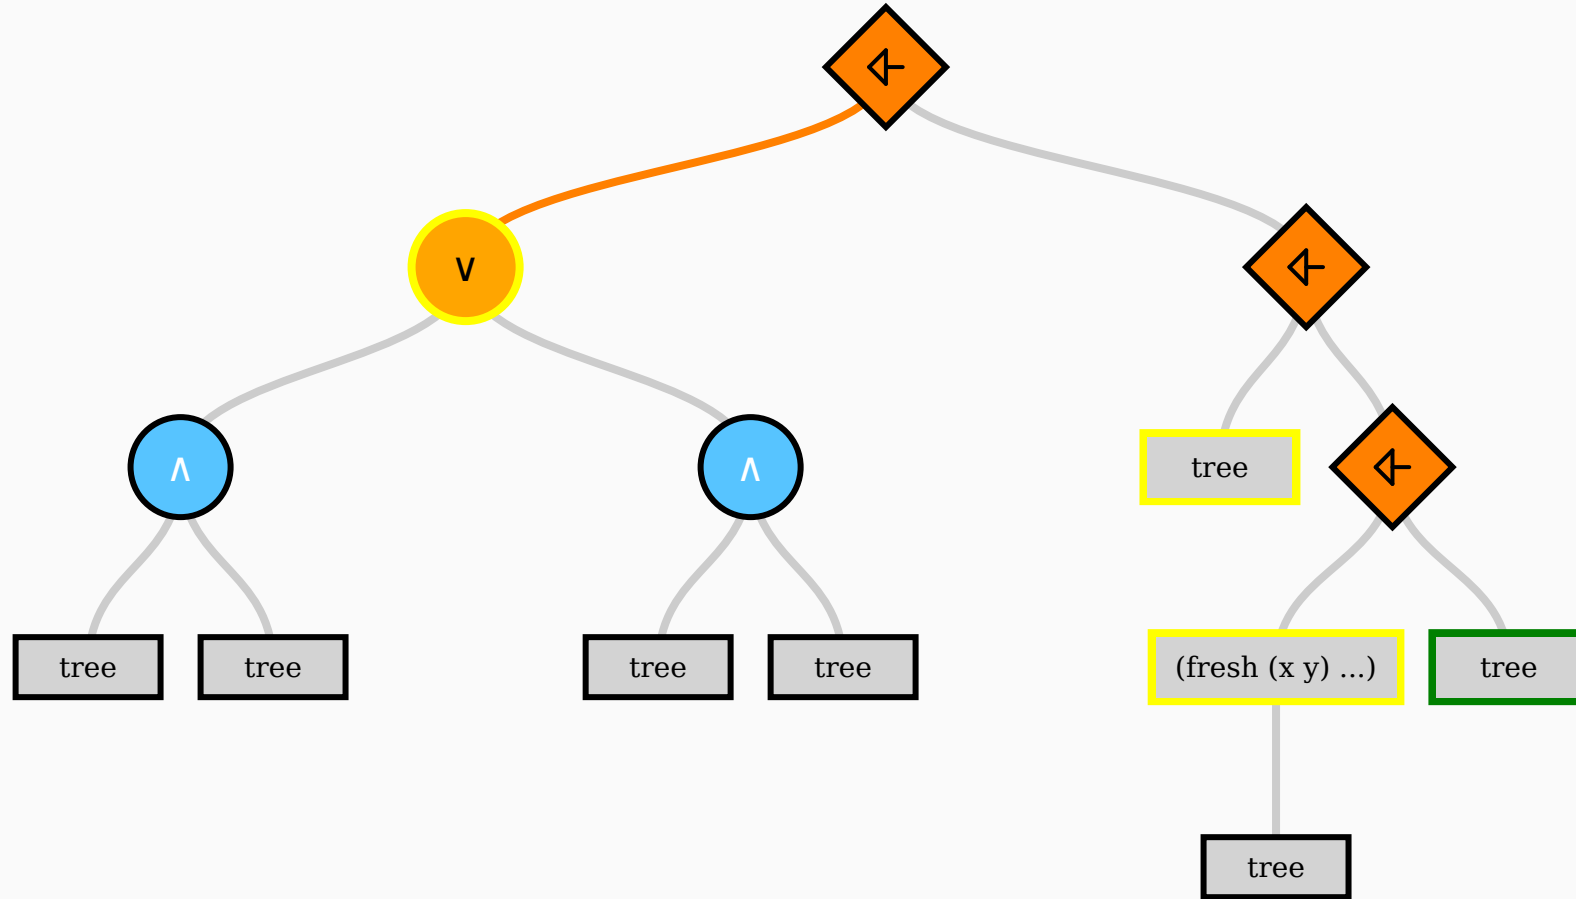 ⨞
∨
⨞
∧
∧
tree
⨞
tree
tree
tree
tree
(fresh (x y) ...)
tree
tree